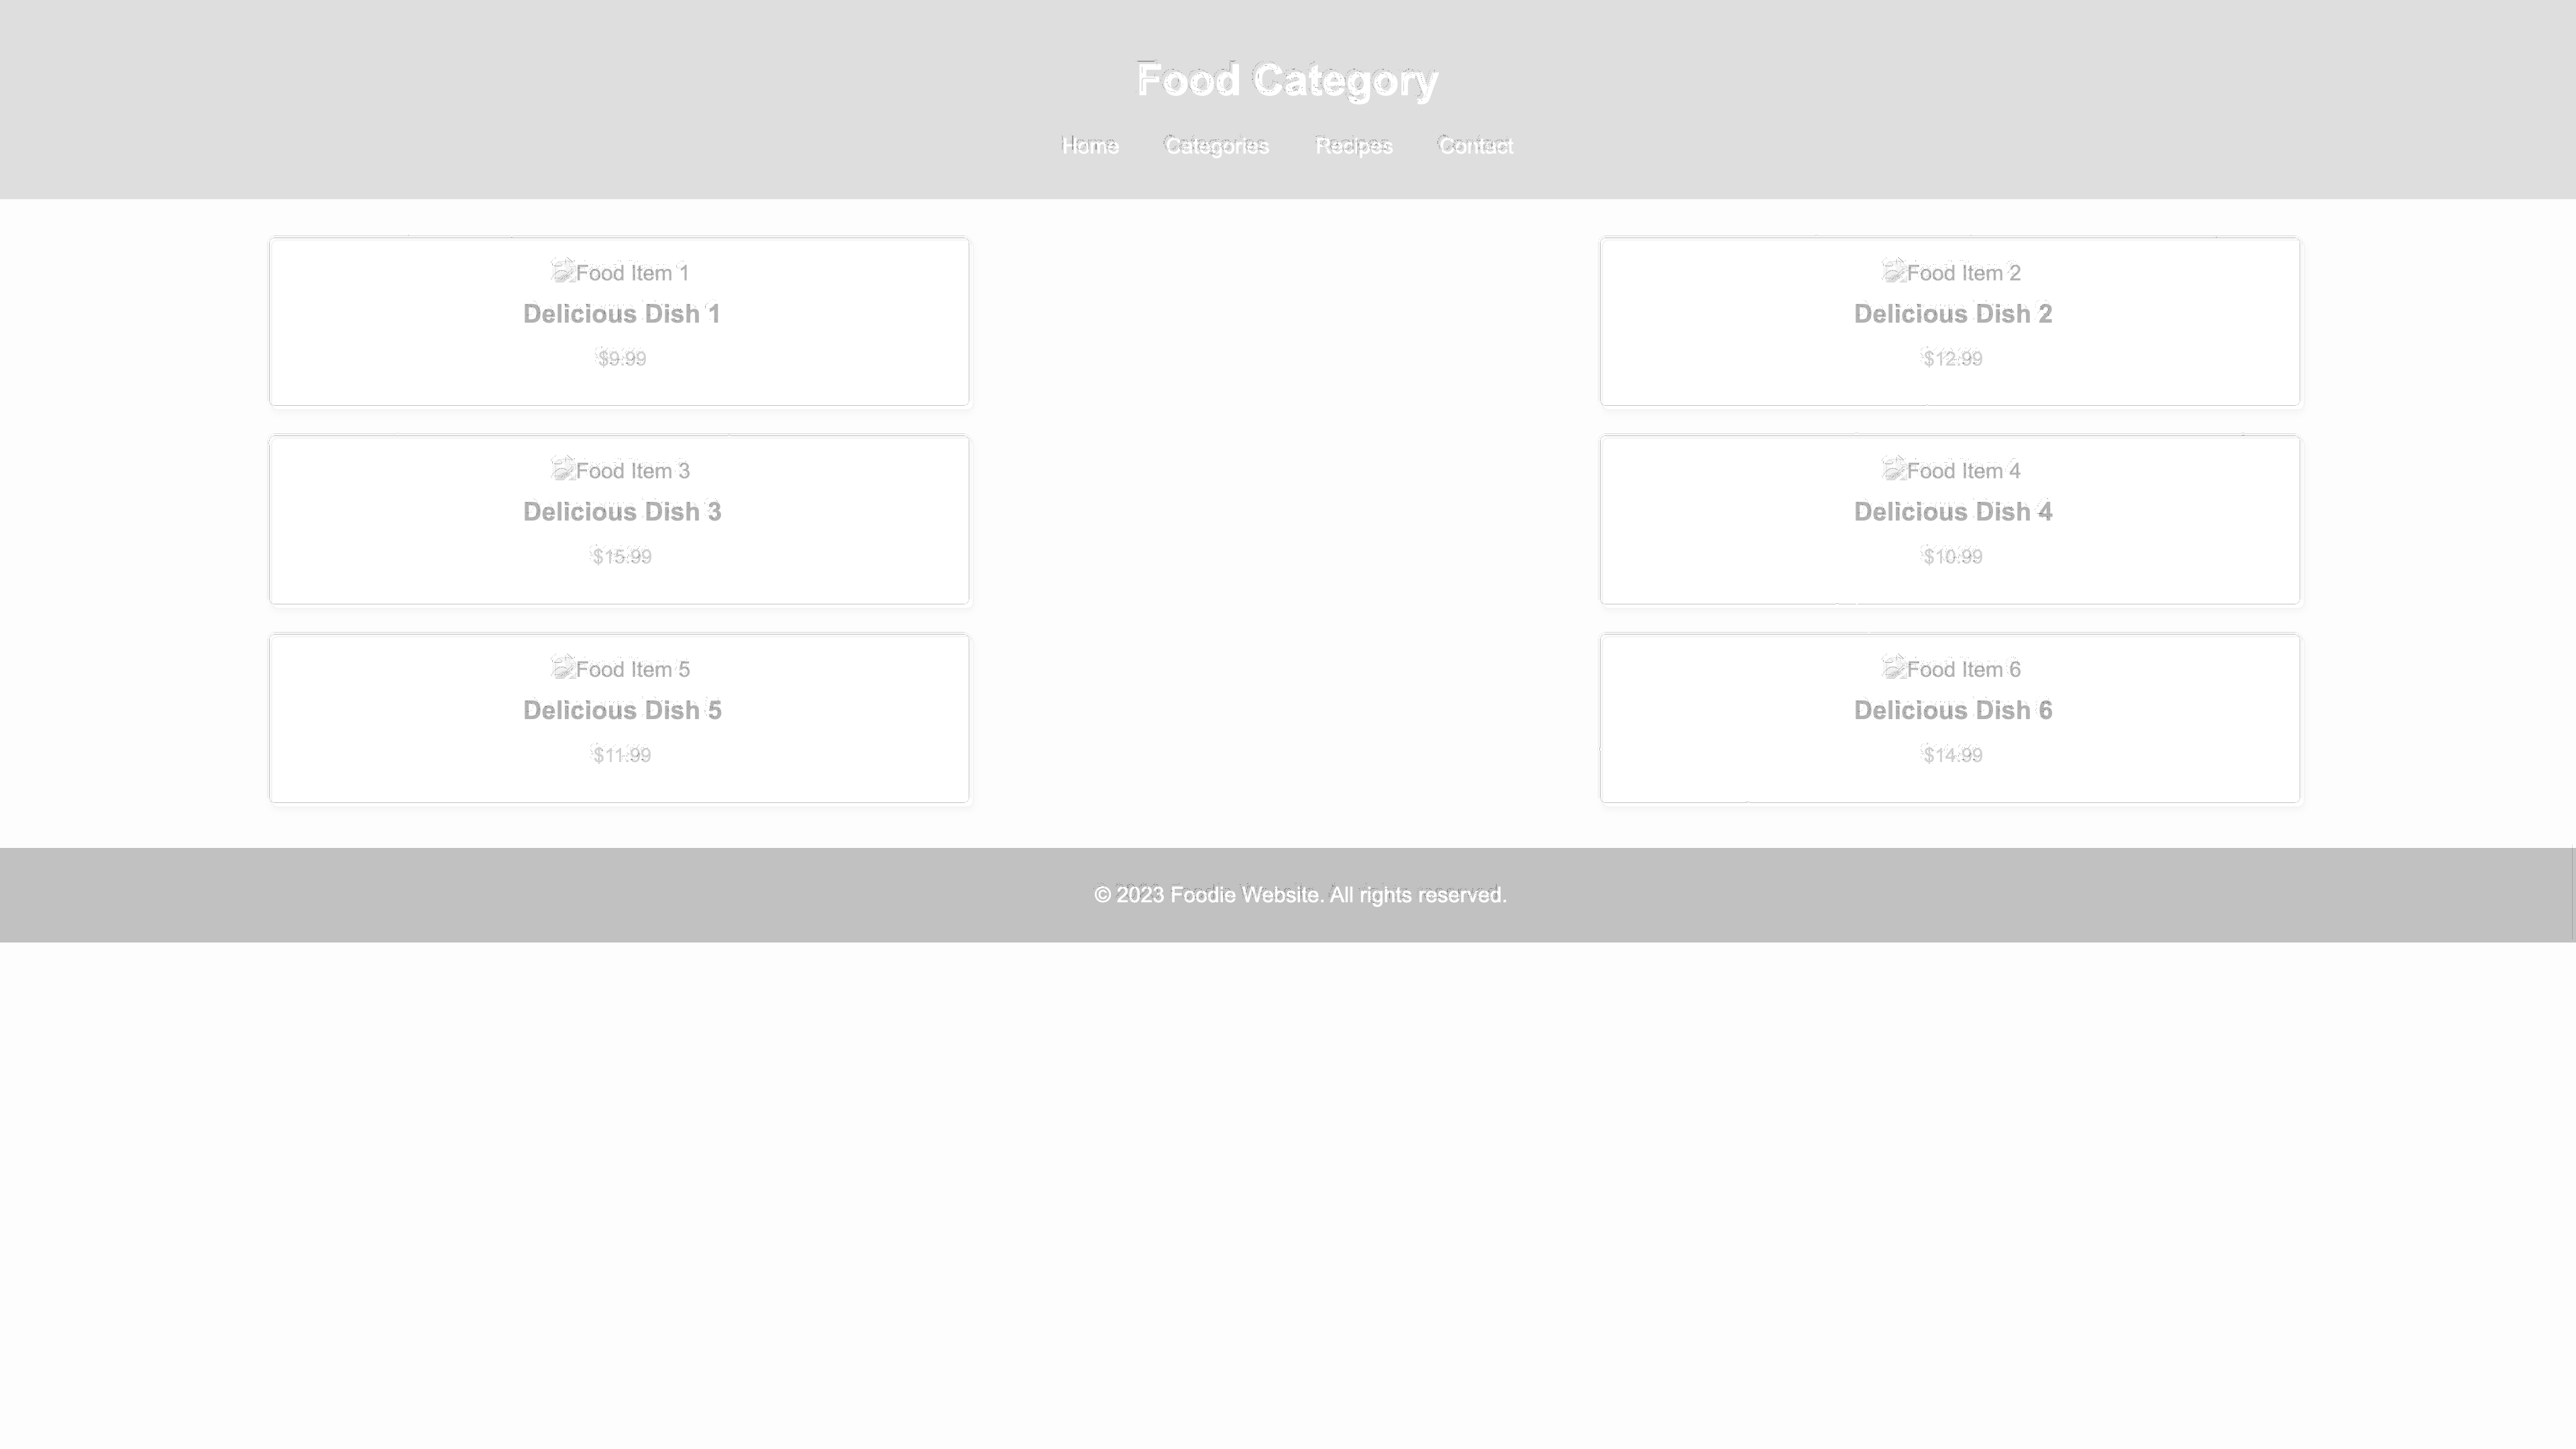 Food Category
Home Categories Recipes Contact
Food Item 1
Delicious Dish 1
$9.99
Food Item 2
Delicious Dish 2
$12.99
Food Item 3
Delicious Dish 3
$15.99
Food Item 4
Delicious Dish 4
$10.99
Food Item 5
Delicious Dish 5
$11.99
Food Item 6
Delicious Dish 6
$14.99
© 2023 Foodie Website. All rights reserved.